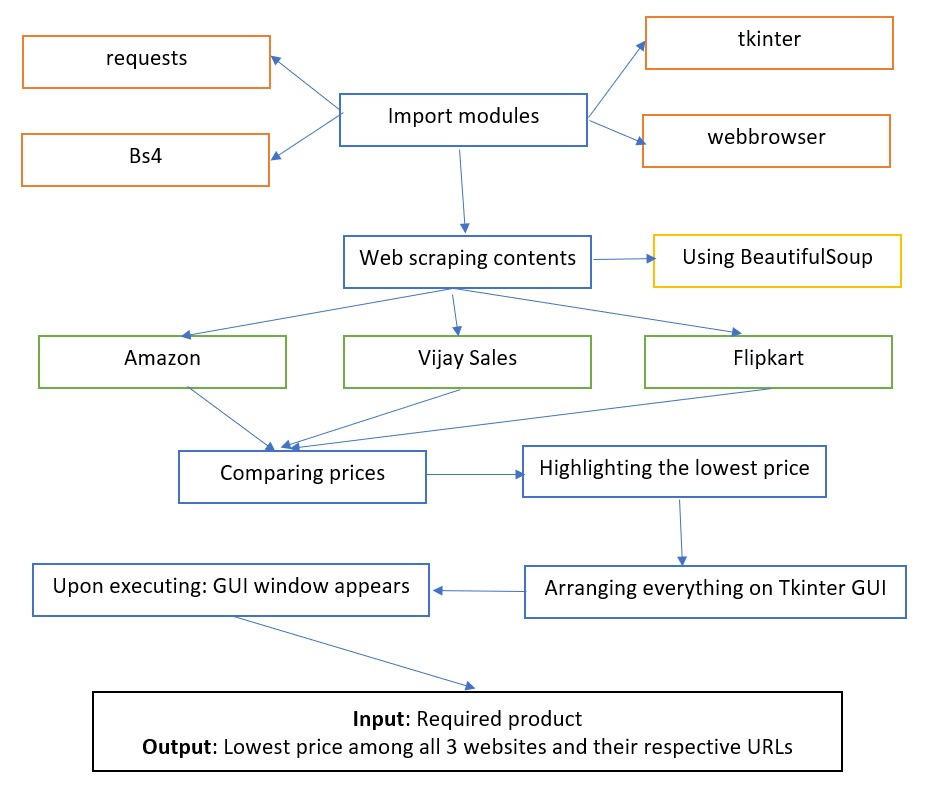 requests
tkinter
Import modules
Bs4
webbrowser
Web scraping contents
Using BeautifulSoup
Amazon
Vijay Sales
Flipkart
Comparing prices
Highlighting the lowest price
Upon executing: GUI window appears
Arranging everything on Tkinter GUI
Input: Required product
Output: Lowest price among all 3 websites and their respective URLs